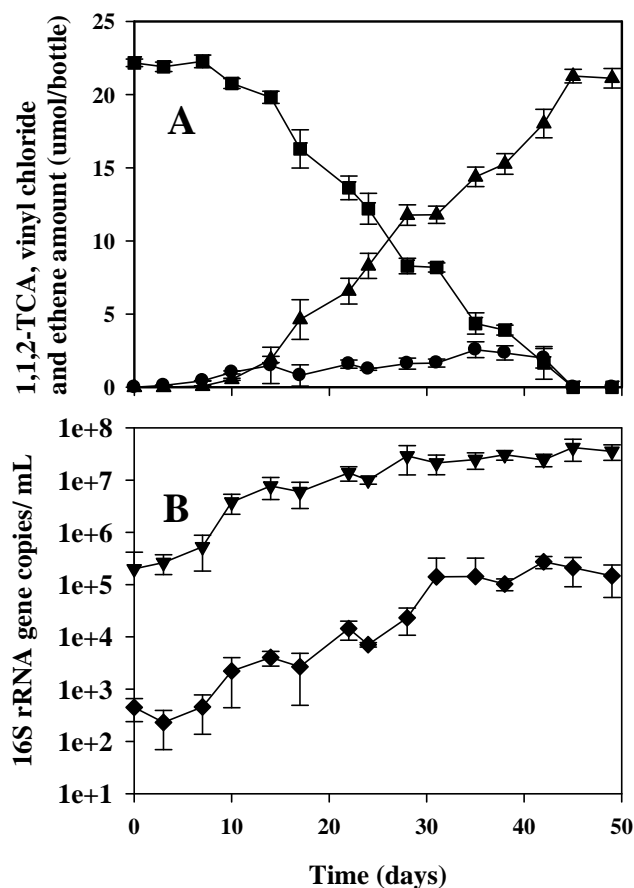 1,1,2-TCA, vinyl chloride
and ethene amount (umol/bottle)
25
20
15
10
5
0
A
16S rRNA gene copies/ mL
1e+8
1e+7
1e+6
1e+5
1e+4
1e+3
1e+2
1e+1
B
0 10 20 30 40 50
Time (days)